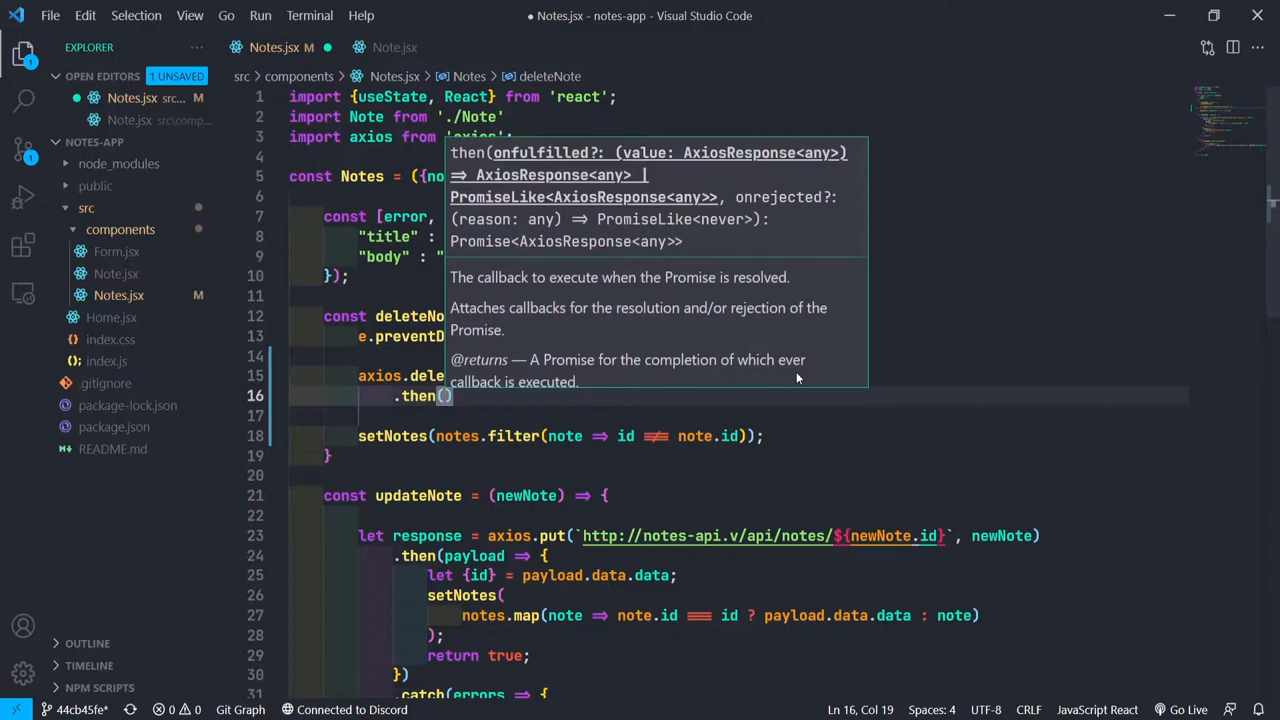 File Edit Selection View Go Run Terminal Help
● Notes.jsx - notes-app - Visual Studio Code
EXPLORER ···
Notes.jsx M ●
Note.jsx
OPEN EDITORS 1 UNSAVED
src > components > Notes.jsx > Notes > deleteNote
● Notes.jsx src... M
Note.jsx src\comp...
NOTES-APP
node_modules
public
src
components
Form.jsx
Note.jsx
Notes.jsx M
Home.jsx
index.css
index.js
.gitignore
package-lock.json
package.json
README.md
OUTLINE
TIMELINE
NPM SCRIPTS
1 import {useState, React} from 'react';
2 import Note from './Note'
3 import axios from 'axios';
4
5 const Notes = ({no
6
7 const [error,
8 "title" :
9 "body" : "
10 });
11
12 const deleteNo
13 e.preventD
14
15 axios.dele
16 .then()
17
18 setNotes(notes.filter(note => id !== note.id));
19 }
20
21 const updateNote = (newNote) => {
22
23 let response = axios.put(`http://notes-api.v/api/notes/${newNote.id}`, newNote)
24 .then(payload => {
25 let {id} = payload.data.data;
26 setNotes(
27 notes.map(note => note.id === id ? payload.data.data : note)
28 );
29 return true;
30 })
31 .catch(errors => {
then(onfulfilled?: (value: AxiosResponse<any>)
=> AxiosResponse<any> |
PromiseLike<AxiosResponse<any>>, onrejected?:
(reason: any) => PromiseLike<never>):
Promise<AxiosResponse<any>>
The callback to execute when the Promise is resolved.
Attaches callbacks for the resolution and/or rejection of the
Promise.
@returns — A Promise for the completion of which ever
callback is executed.
44cb45fe* 0 0 Git Graph Connected to Discord
Ln 16, Col 19 Spaces: 4 UTF-8 CRLF JavaScript React Go Live